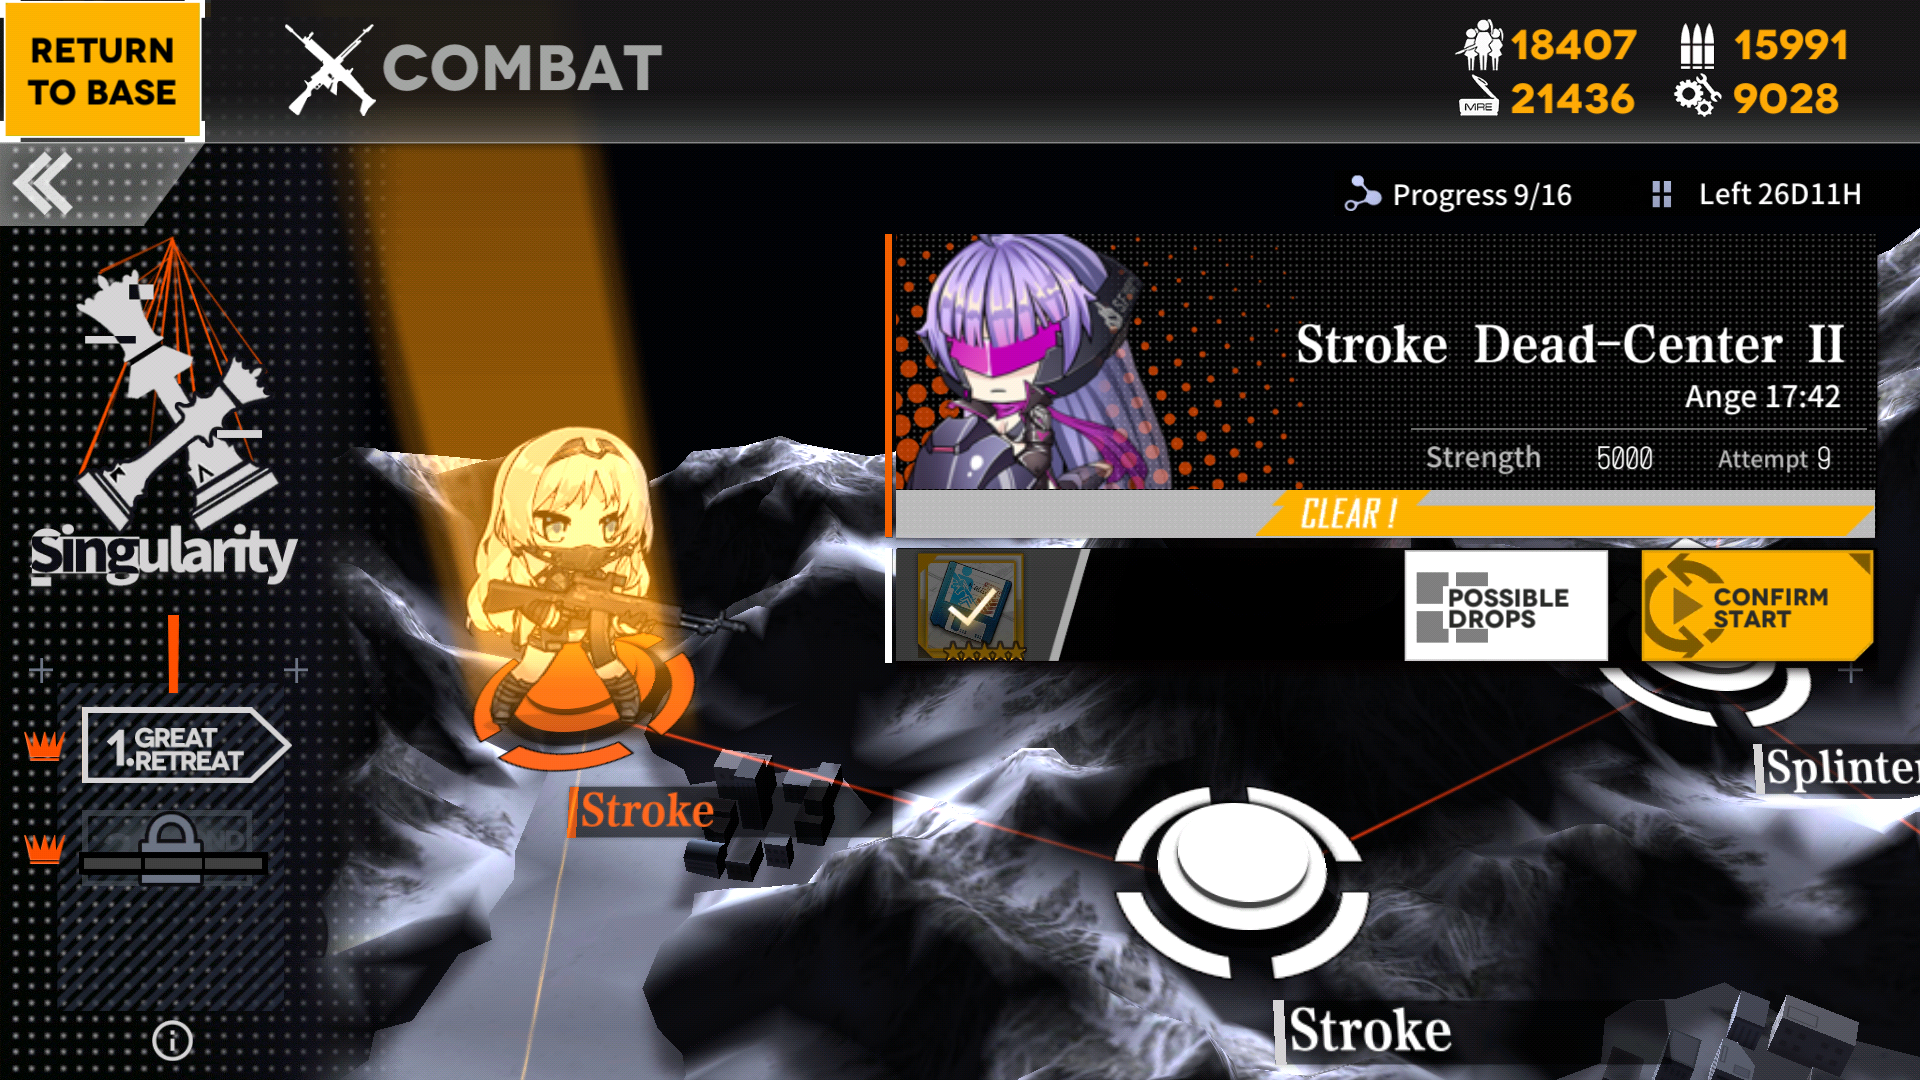 RETURN
TO BASE
COMBAT
18407
15991
MRE
21436
9028
Progress 9/16
Left 26D11H
Stroke Dead-Center II
Ange 17:42
Strength 5000 Attempt 9
CLEAR !
Singularity
POSSIBLE
DROPS
CONFIRM
START
1. GREAT
RETREAT
Stroke
Splinter
Stroke
i